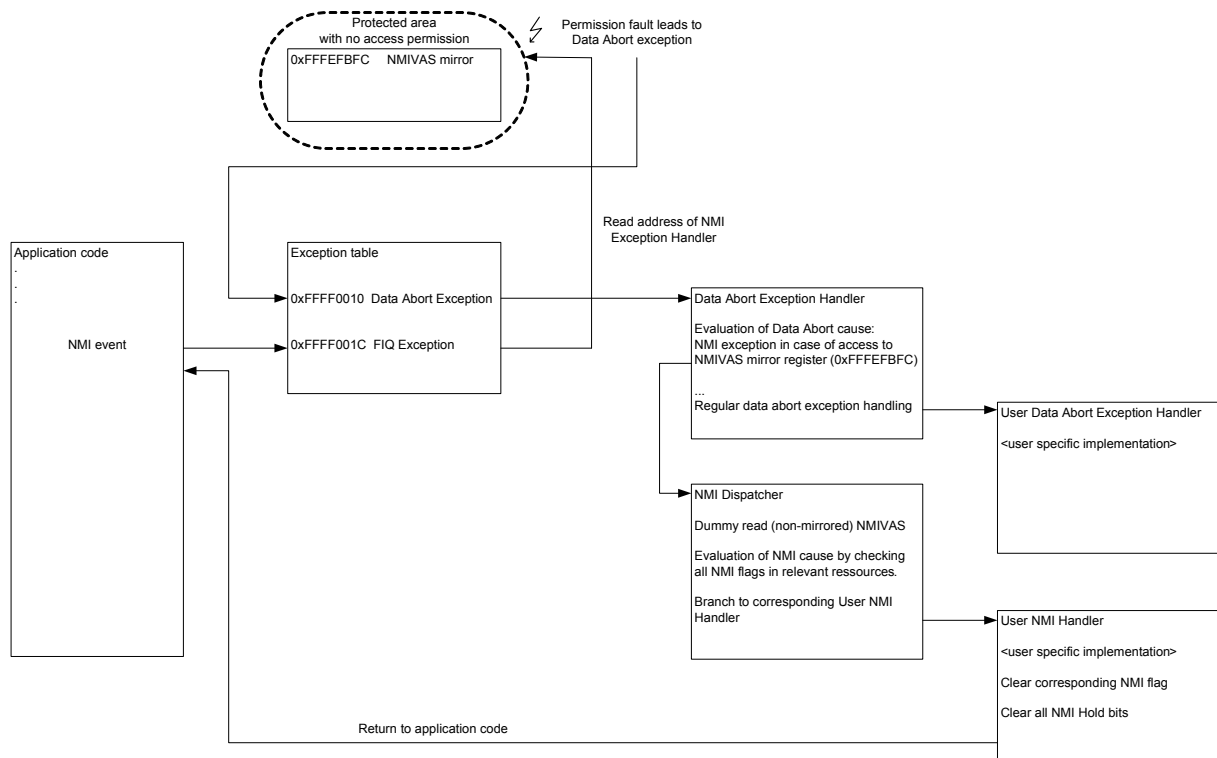 Protected area
with no access permission
0xFFFEFBFC NMIVAS mirror
Permission fault leads to
Data Abort exception
Read address of NMI
Exception Handler
Application code
.
.
.
NMI event
Exception table
0xFFFF0010 Data Abort Exception
0xFFFF001C FIQ Exception
Data Abort Exception Handler
Evaluation of Data Abort cause:
NMI exception in case of access to
NMIVAS mirror register (0xFFFEFBFC)
...
Regular data abort exception handling
User Data Abort Exception Handler
<user specific implementation>
NMI Dispatcher
Dummy read (non-mirrored) NMIVAS
Evaluation of NMI cause by checking
all NMI flags in relevant ressources.
Branch to corresponding User NMI
Handler
User NMI Handler
<user specific implementation>
Clear corresponding NMI flag
Clear all NMI Hold bits
Return to application code